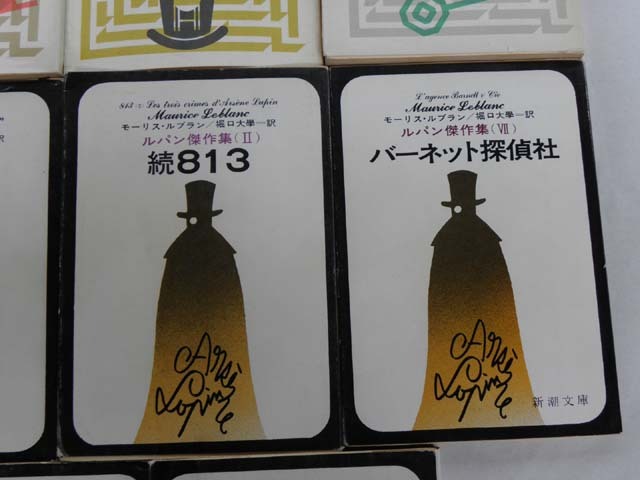 813:2 Les trois crimes d'Arsène Lupin
Maurice Leblanc
モーリス・ルブラン/堀口大學―訳
ルパン傑作集(II)
続813
Arsène Lupin
L'agence Barnett & Cie
Maurice Leblanc
モーリス・ルブラン/堀口大學―訳
ルパン傑作集(VII)
バーネット探偵社
Arsène Lupin
新潮文庫
訳